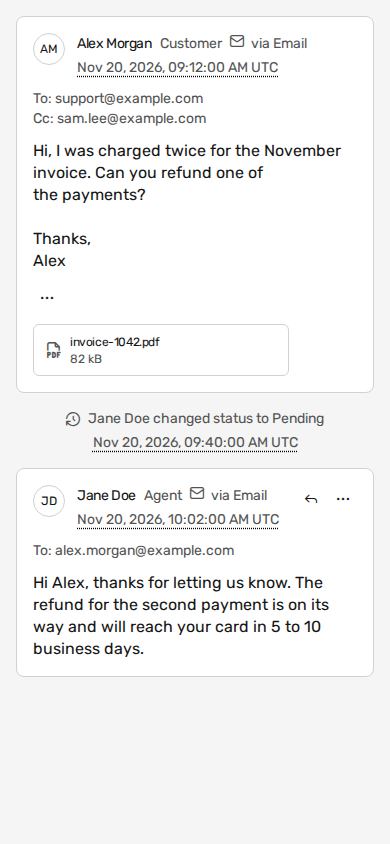 AM
Alex Morgan Customer via Email
Nov 20, 2026, 09:12:00 AM UTC
To: support@example.com
Cc: sam.lee@example.com
Hi, I was charged twice for the November
invoice. Can you refund one of
the payments?
Thanks,
Alex
...
PDF
invoice-1042.pdf
82 kB
Jane Doe changed status to Pending
Nov 20, 2026, 09:40:00 AM UTC
JD
Jane Doe Agent via Email
Nov 20, 2026, 10:02:00 AM UTC
To: alex.morgan@example.com
Hi Alex, thanks for letting us know. The
refund for the second payment is on its
way and will reach your card in 5 to 10
business days.